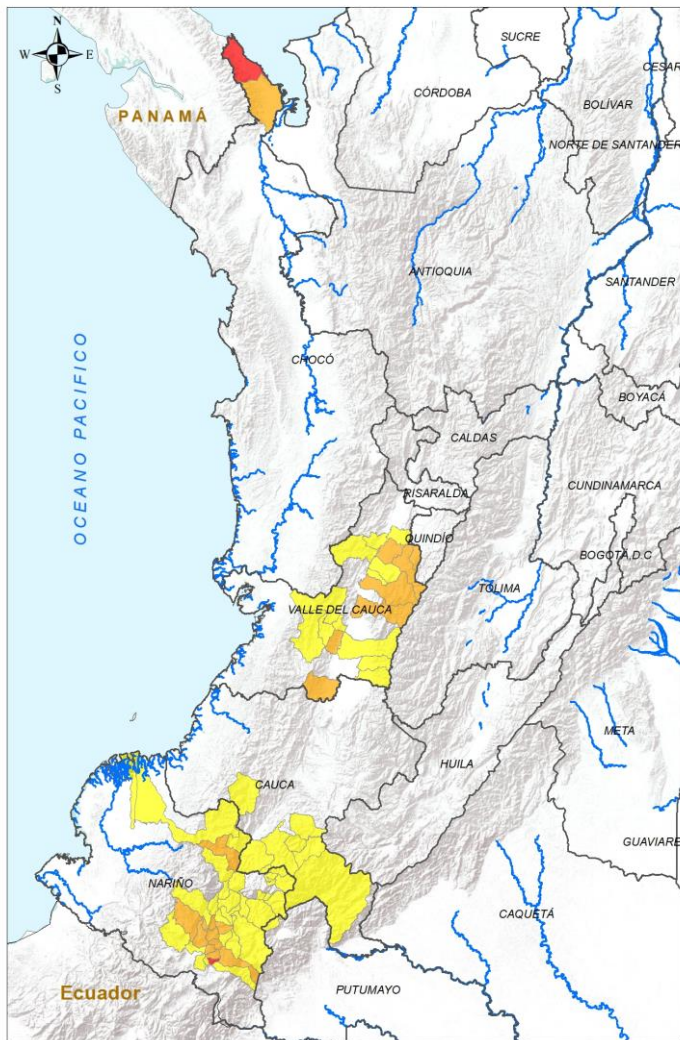 N
W E
S
SUCRE
CESAR
CÓRDOBA
BOLÍVAR
PANAMÁ
NORTE DE SANTANDER
ANTIOQUIA
SANTANDER
OCEANO PACIFICO
CHOCÓ
BOYACÁ
CALDAS
CUNDINAMARCA
RISARALDA
QUINDÍO
BOGOTÁ, D.C
TOLIMA
VALLE DEL CAUCA
META
HUILA
CAUCA
GUAVIARE
NARIÑO
CAQUETÁ
Ecuador
PUTUMAYO